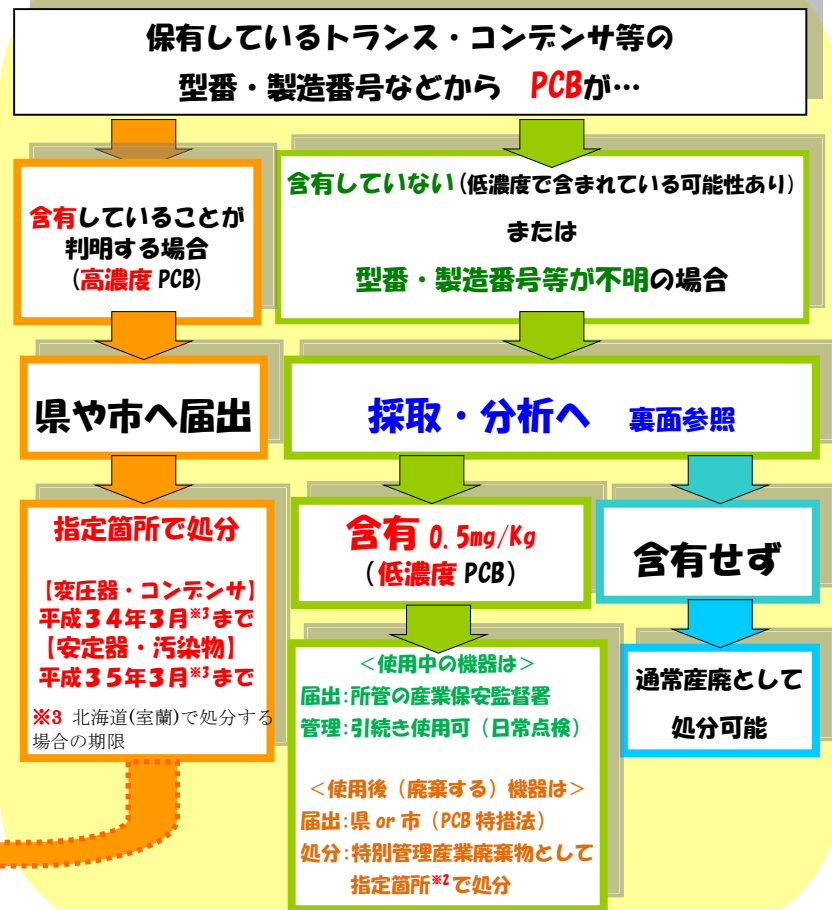 保有しているトランス・コンデンサ等の
型番・製造番号などから PCBが…
含有していることが
判明する場合
(高濃度 PCB)
含有していない(低濃度で含まれている可能性あり)
または
型番・製造番号等が不明の場合
県や市へ届出
採取・分析へ 裏面参照
指定箇所で処分
【変圧器・コンデンサ】
平成34年3月※3まで
【安定器・汚染物】
平成35年3月※3まで
※3 北海道(室蘭)で処分する
場合の期限
含有 0.5mg/Kg
(低濃度 PCB)
含有せず
<使用中の機器は>
届出:所管の産業保安監督署
管理:引続き使用可(日常点検)
<使用後(廃棄する)機器は>
届出:県 or 市(PCB 特措法)
処分:特別管理産業廃棄物として
指定箇所※2で処分
通常産廃として
処分可能